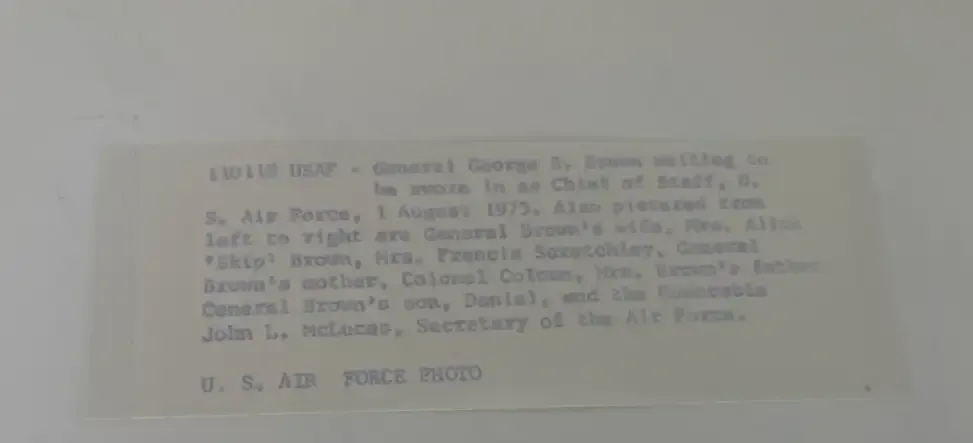 110118 USAF - General George S. Brown waiting to
be sworn in as Chief of Staff, U.
S. Air Force, 1 August 1973. Also pictured from
left to right are General Brown's wife, Mrs. Alice
"Skip" Brown, Mrs. Francis Scratchley, General
Brown's mother, Colonel Colcun, Mrs. Brown's father
General Brown's son, Daniel, and the Honorable
John L. McLucas, Secretary of the Air Force.
U. S. AIR FORCE PHOTO